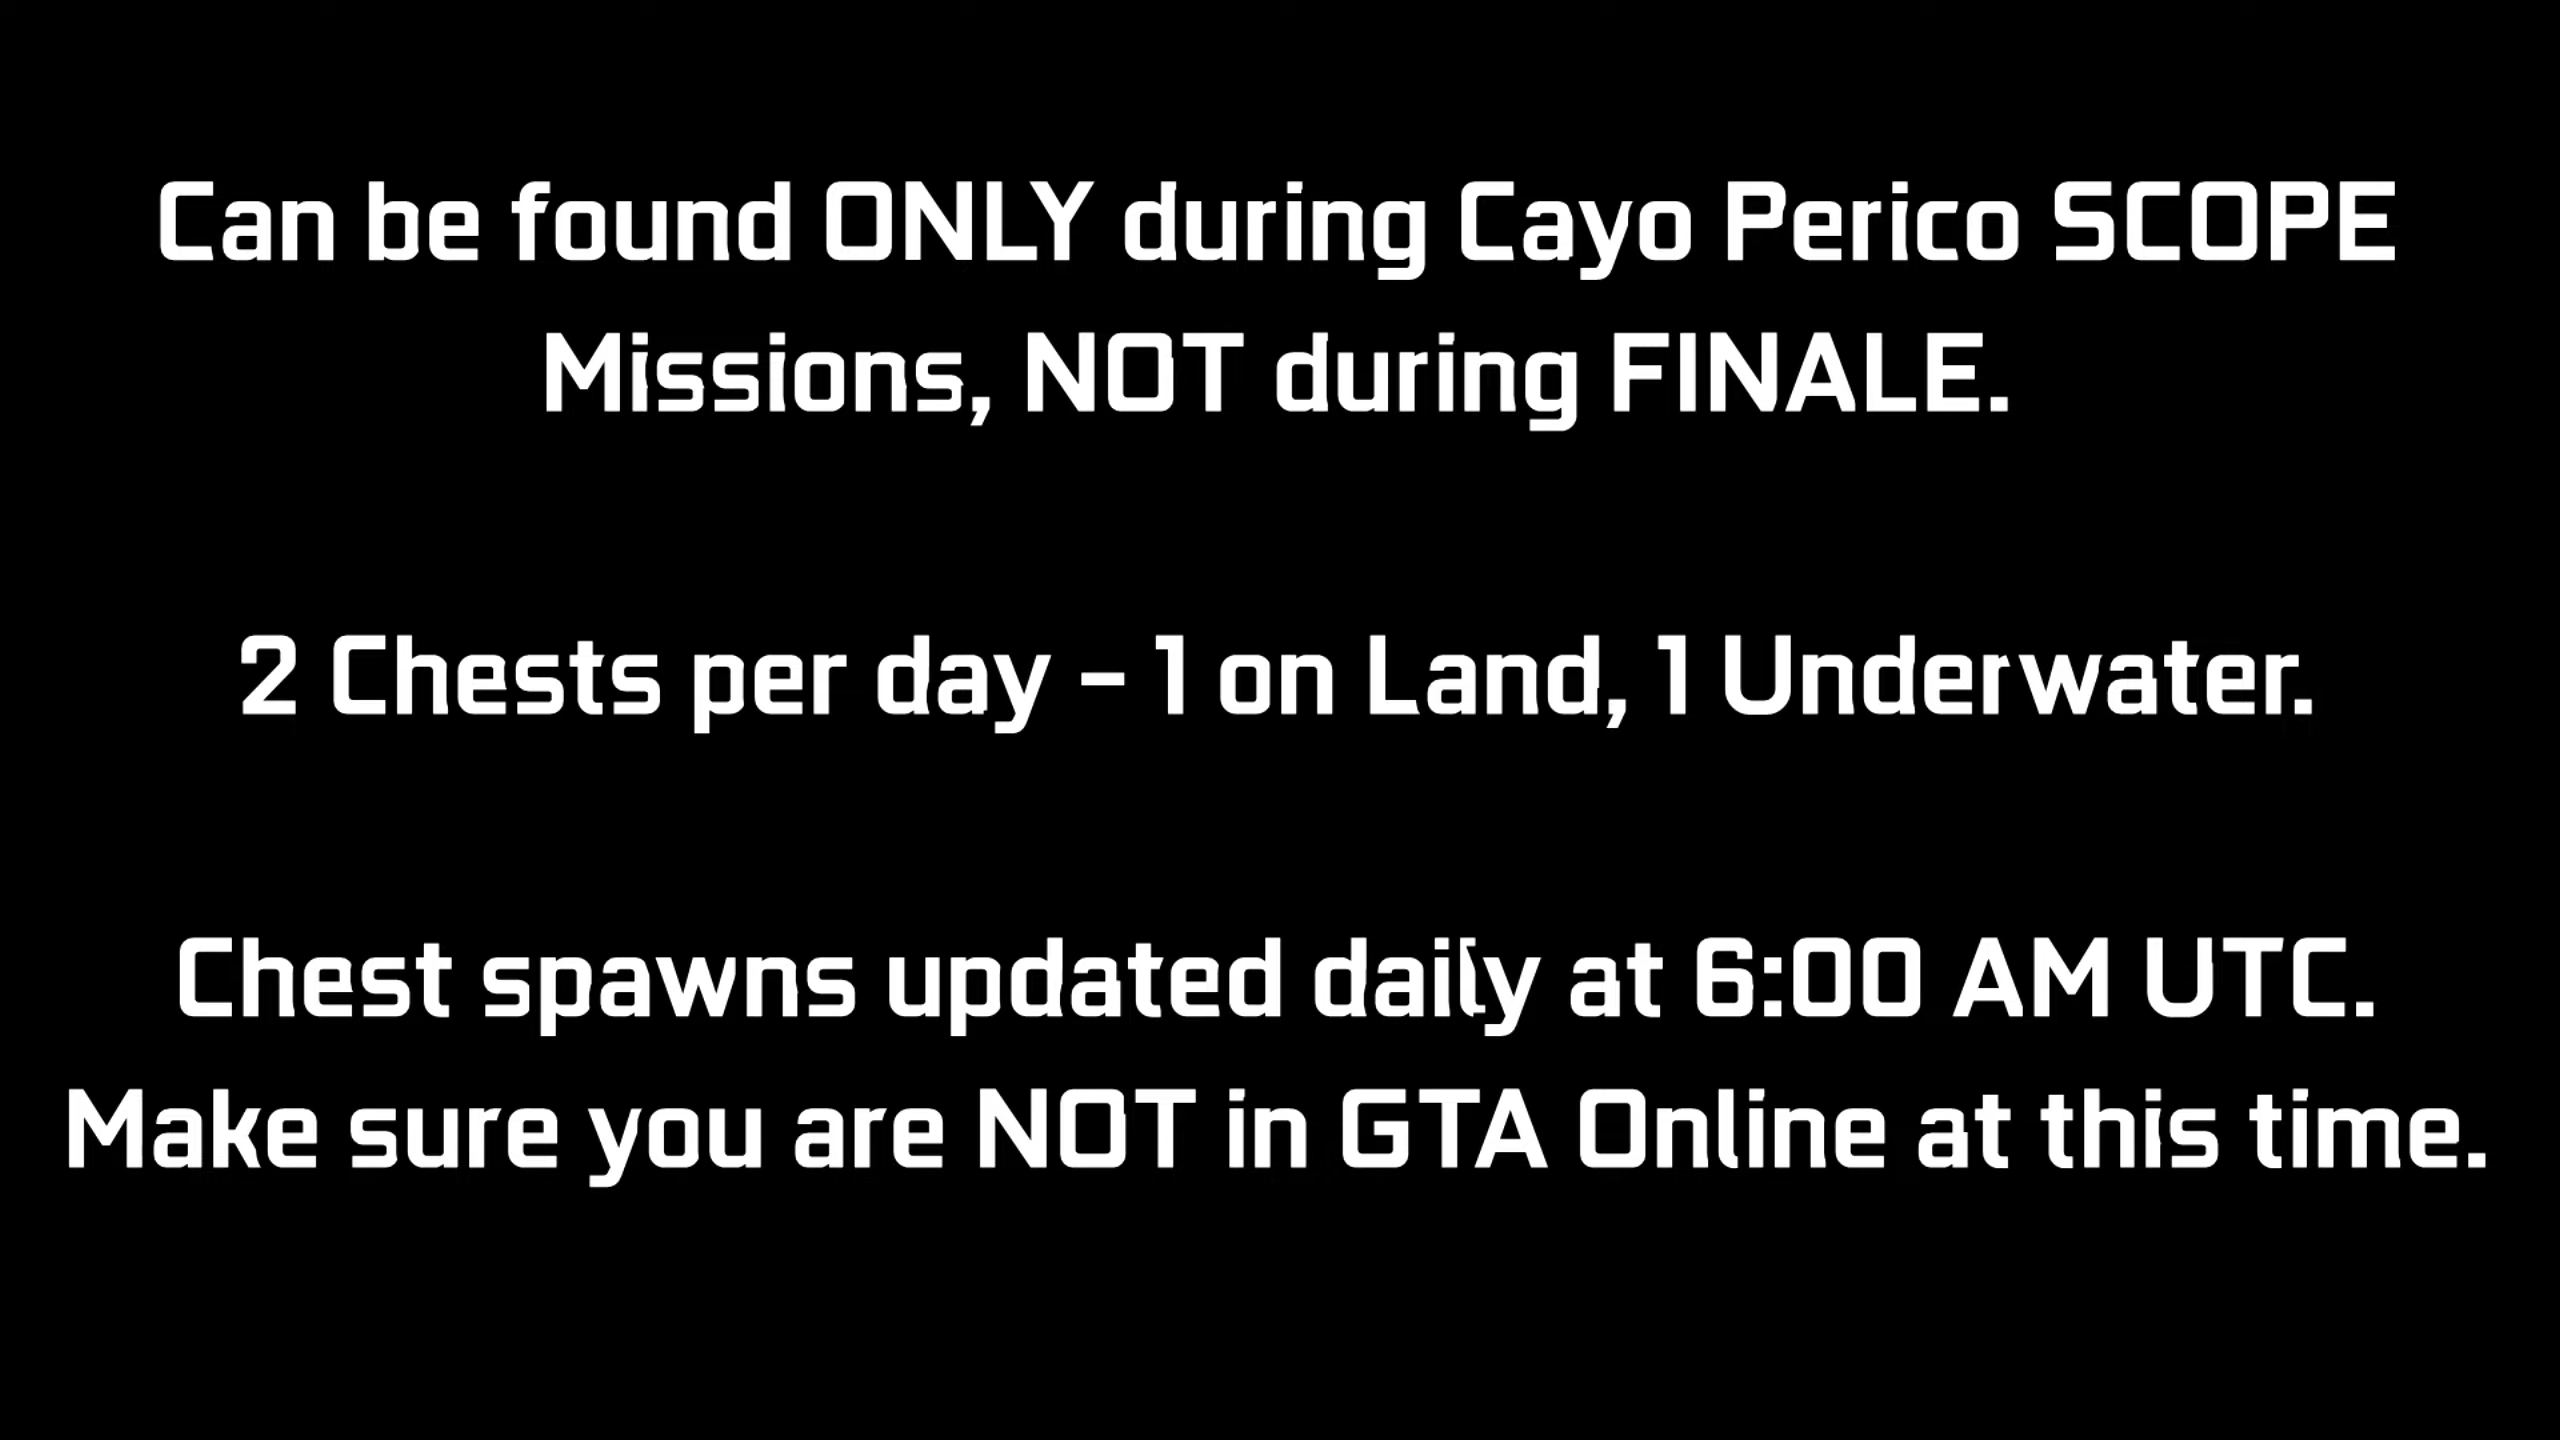 Can be found ONLY during Cayo Perico SCOPE
Missions, NOT during FINALE.
2 Chests per day - 1 on Land, 1 Underwater.
Chest spawns updated daily at 6:00 AM UTC.
Make sure you are NOT in GTA Online at this time.